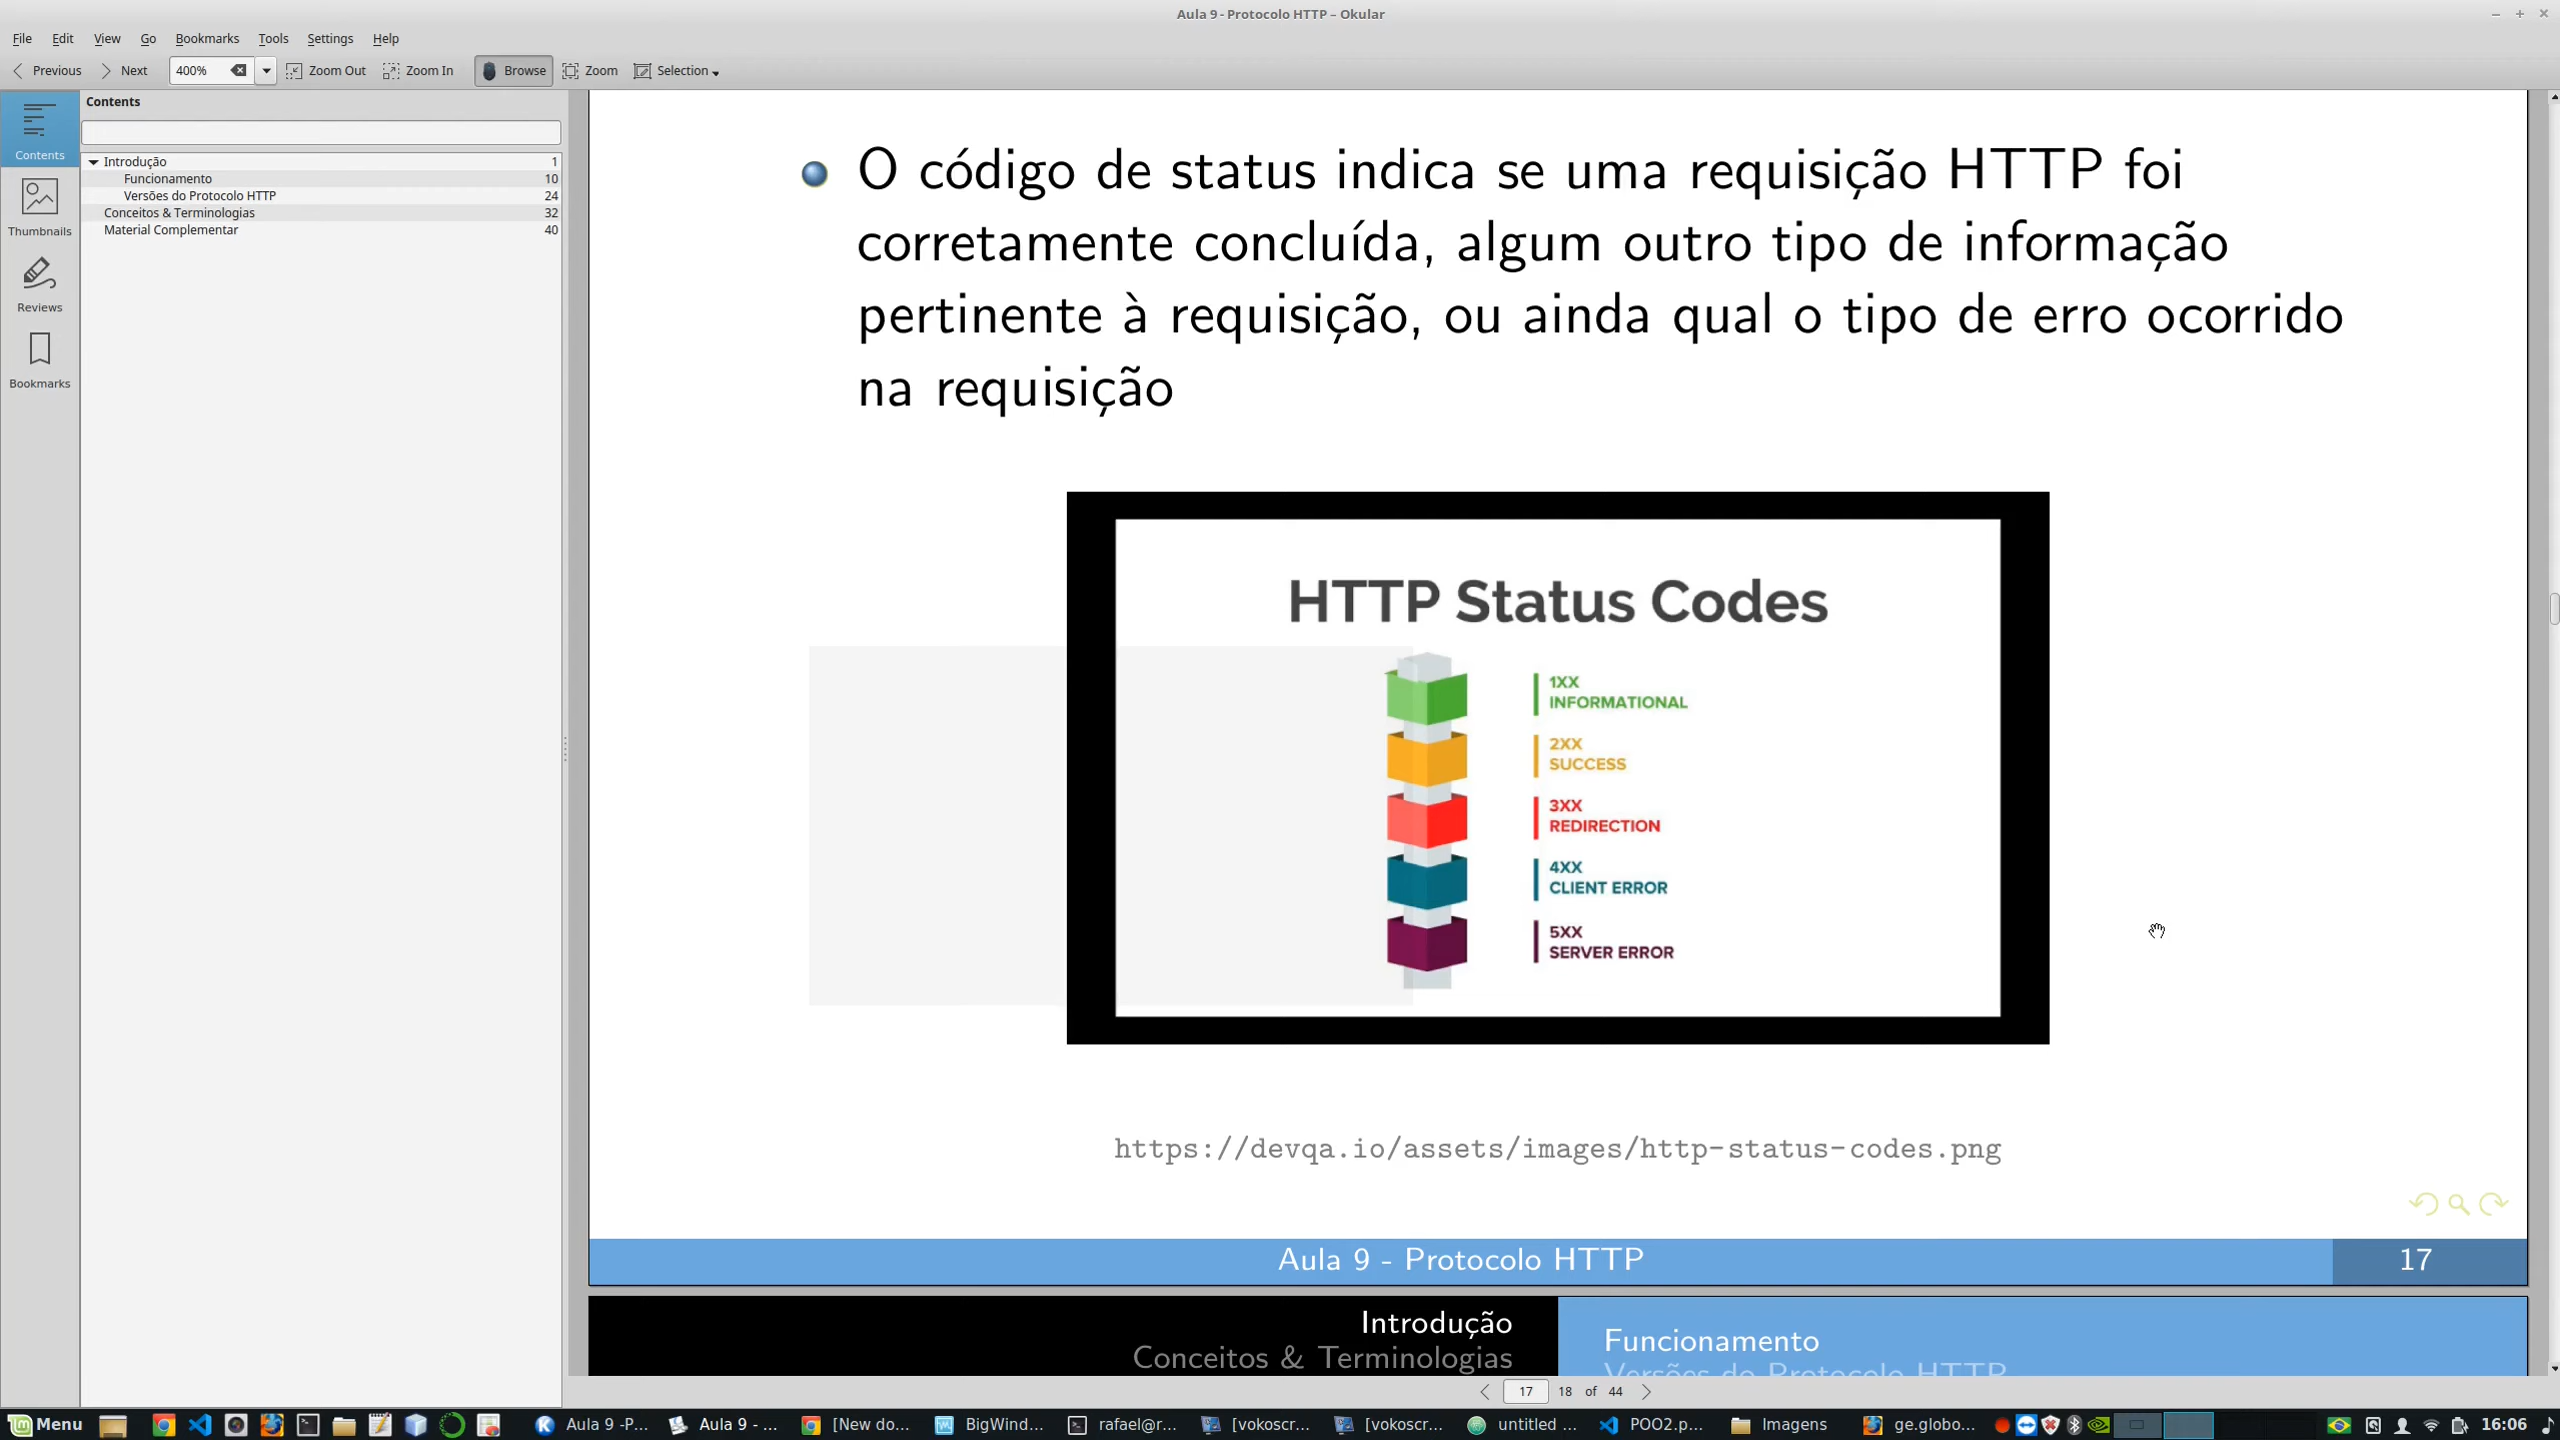 Aula 9 - Protocolo HTTP – Okular
File Edit View Go Bookmarks Tools Settings Help
Previous Next 400% Zoom Out Zoom In Browse Zoom Selection
Contents
Contents
Thumbnails
Reviews
Bookmarks
Introdução 1
Funcionamento 10
Versões do Protocolo HTTP 24
Conceitos & Terminologias 32
Material Complementar 40
O código de status indica se uma requisição HTTP foi
corretamente concluída, algum outro tipo de informação
pertinente à requisição, ou ainda qual o tipo de erro ocorrido
na requisição
HTTP Status Codes
1XX
INFORMATIONAL
2XX
SUCCESS
3XX
REDIRECTION
4XX
CLIENT ERROR
5XX
SERVER ERROR
https://devqa.io/assets/images/http-status-codes.png
Aula 9 - Protocolo HTTP 17
Introdução
Conceitos & Terminologias
Funcionamento
Versões do Protocolo HTTP
17 18 of 44
Menu Aula 9 -P... Aula 9 - ... [New do... BigWind... rafael@r... [vokoscr... [vokoscr... untitled ... POO2.p... Imagens ge.globo... 16:06